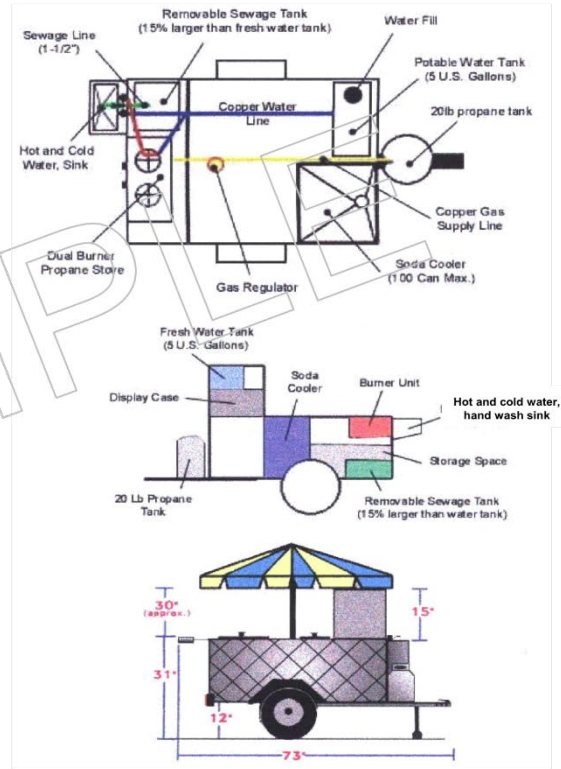 Removable Sewage Tank
(15% larger than fresh water tank)
Water Fill
Sewage Line
(1-1/2")
Potable Water Tank
(5 U.S. Gallons)
20lb propane tank
Copper Water
Line
Hot and Cold
Water, Sink
Copper Gas
Supply Line
Dual Burner
Propane Stove
Gas Regulator
Soda Cooler
(100 Can Max.)
MPLE
Fresh Water Tank
(5 U.S. Gallons)
Soda
Cooler
Burner Unit
Display Case
Hot and cold water,
hand wash sink
Storage Space
20 Lb Propane
Tank
Removable Sewage Tank
(15% larger than water tank)
30"
(approx.)
15"
31"
12"
73"